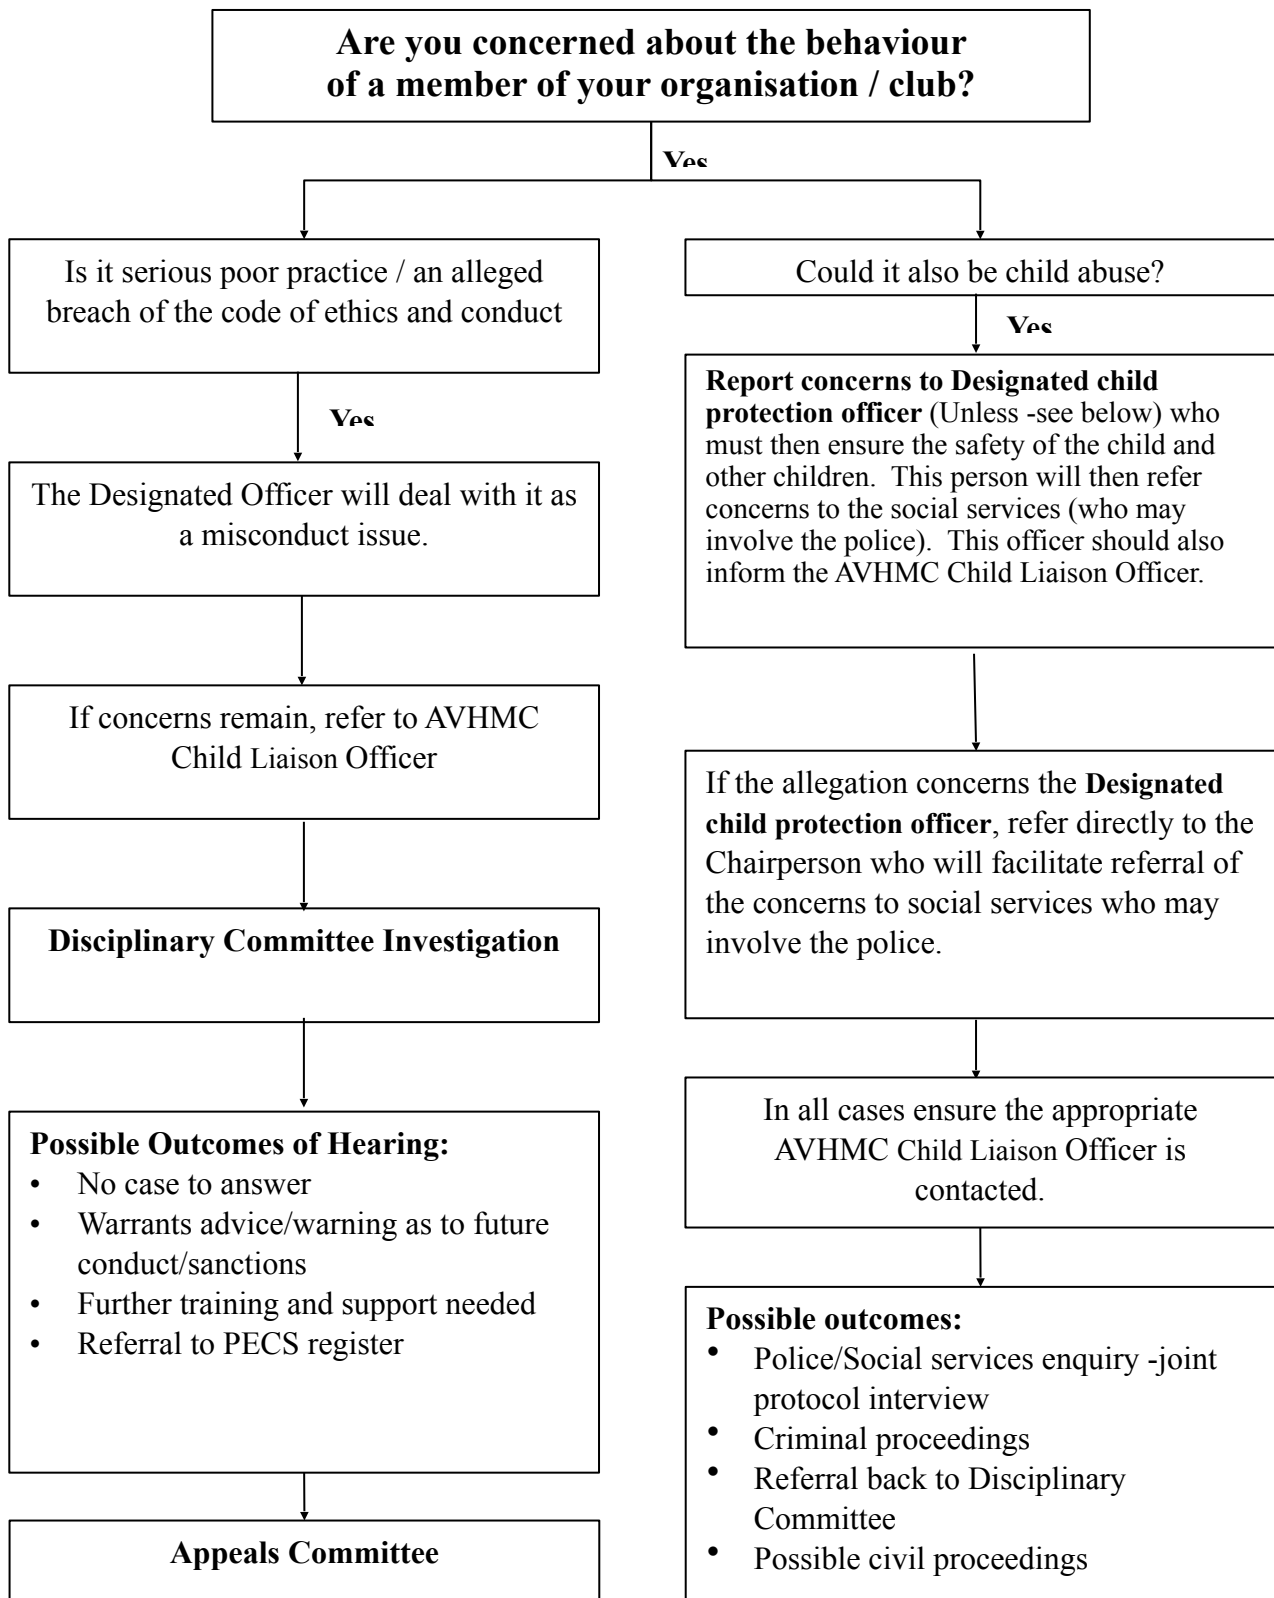 Are you concerned about the behaviour
of a member of your organisation / club?
Yes
Is it serious poor practice / an alleged
breach of the code of ethics and conduct
Yes
The Designated Officer will deal with it as
a misconduct issue.
If concerns remain, refer to AVHMC
Child Liaison Officer
Disciplinary Committee Investigation
Possible Outcomes of Hearing:
• No case to answer
• Warrants advice/warning as to future
conduct/sanctions
• Further training and support needed
• Referral to PECS register
Appeals Committee
Could it also be child abuse?
Yes
Report concerns to Designated child
protection officer (Unless -see below) who
must then ensure the safety of the child and
other children.  This person will then refer
concerns to the social services (who may
involve the police).  This officer should also
inform the AVHMC Child Liaison Officer.
If the allegation concerns the Designated
child protection officer, refer directly to the
Chairperson who will facilitate referral of
the concerns to social services who may
involve the police.
In all cases ensure the appropriate
AVHMC Child Liaison Officer is
contacted.
Possible outcomes:
• Police/Social services enquiry -joint
protocol interview
• Criminal proceedings
• Referral back to Disciplinary
Committee
• Possible civil proceedings